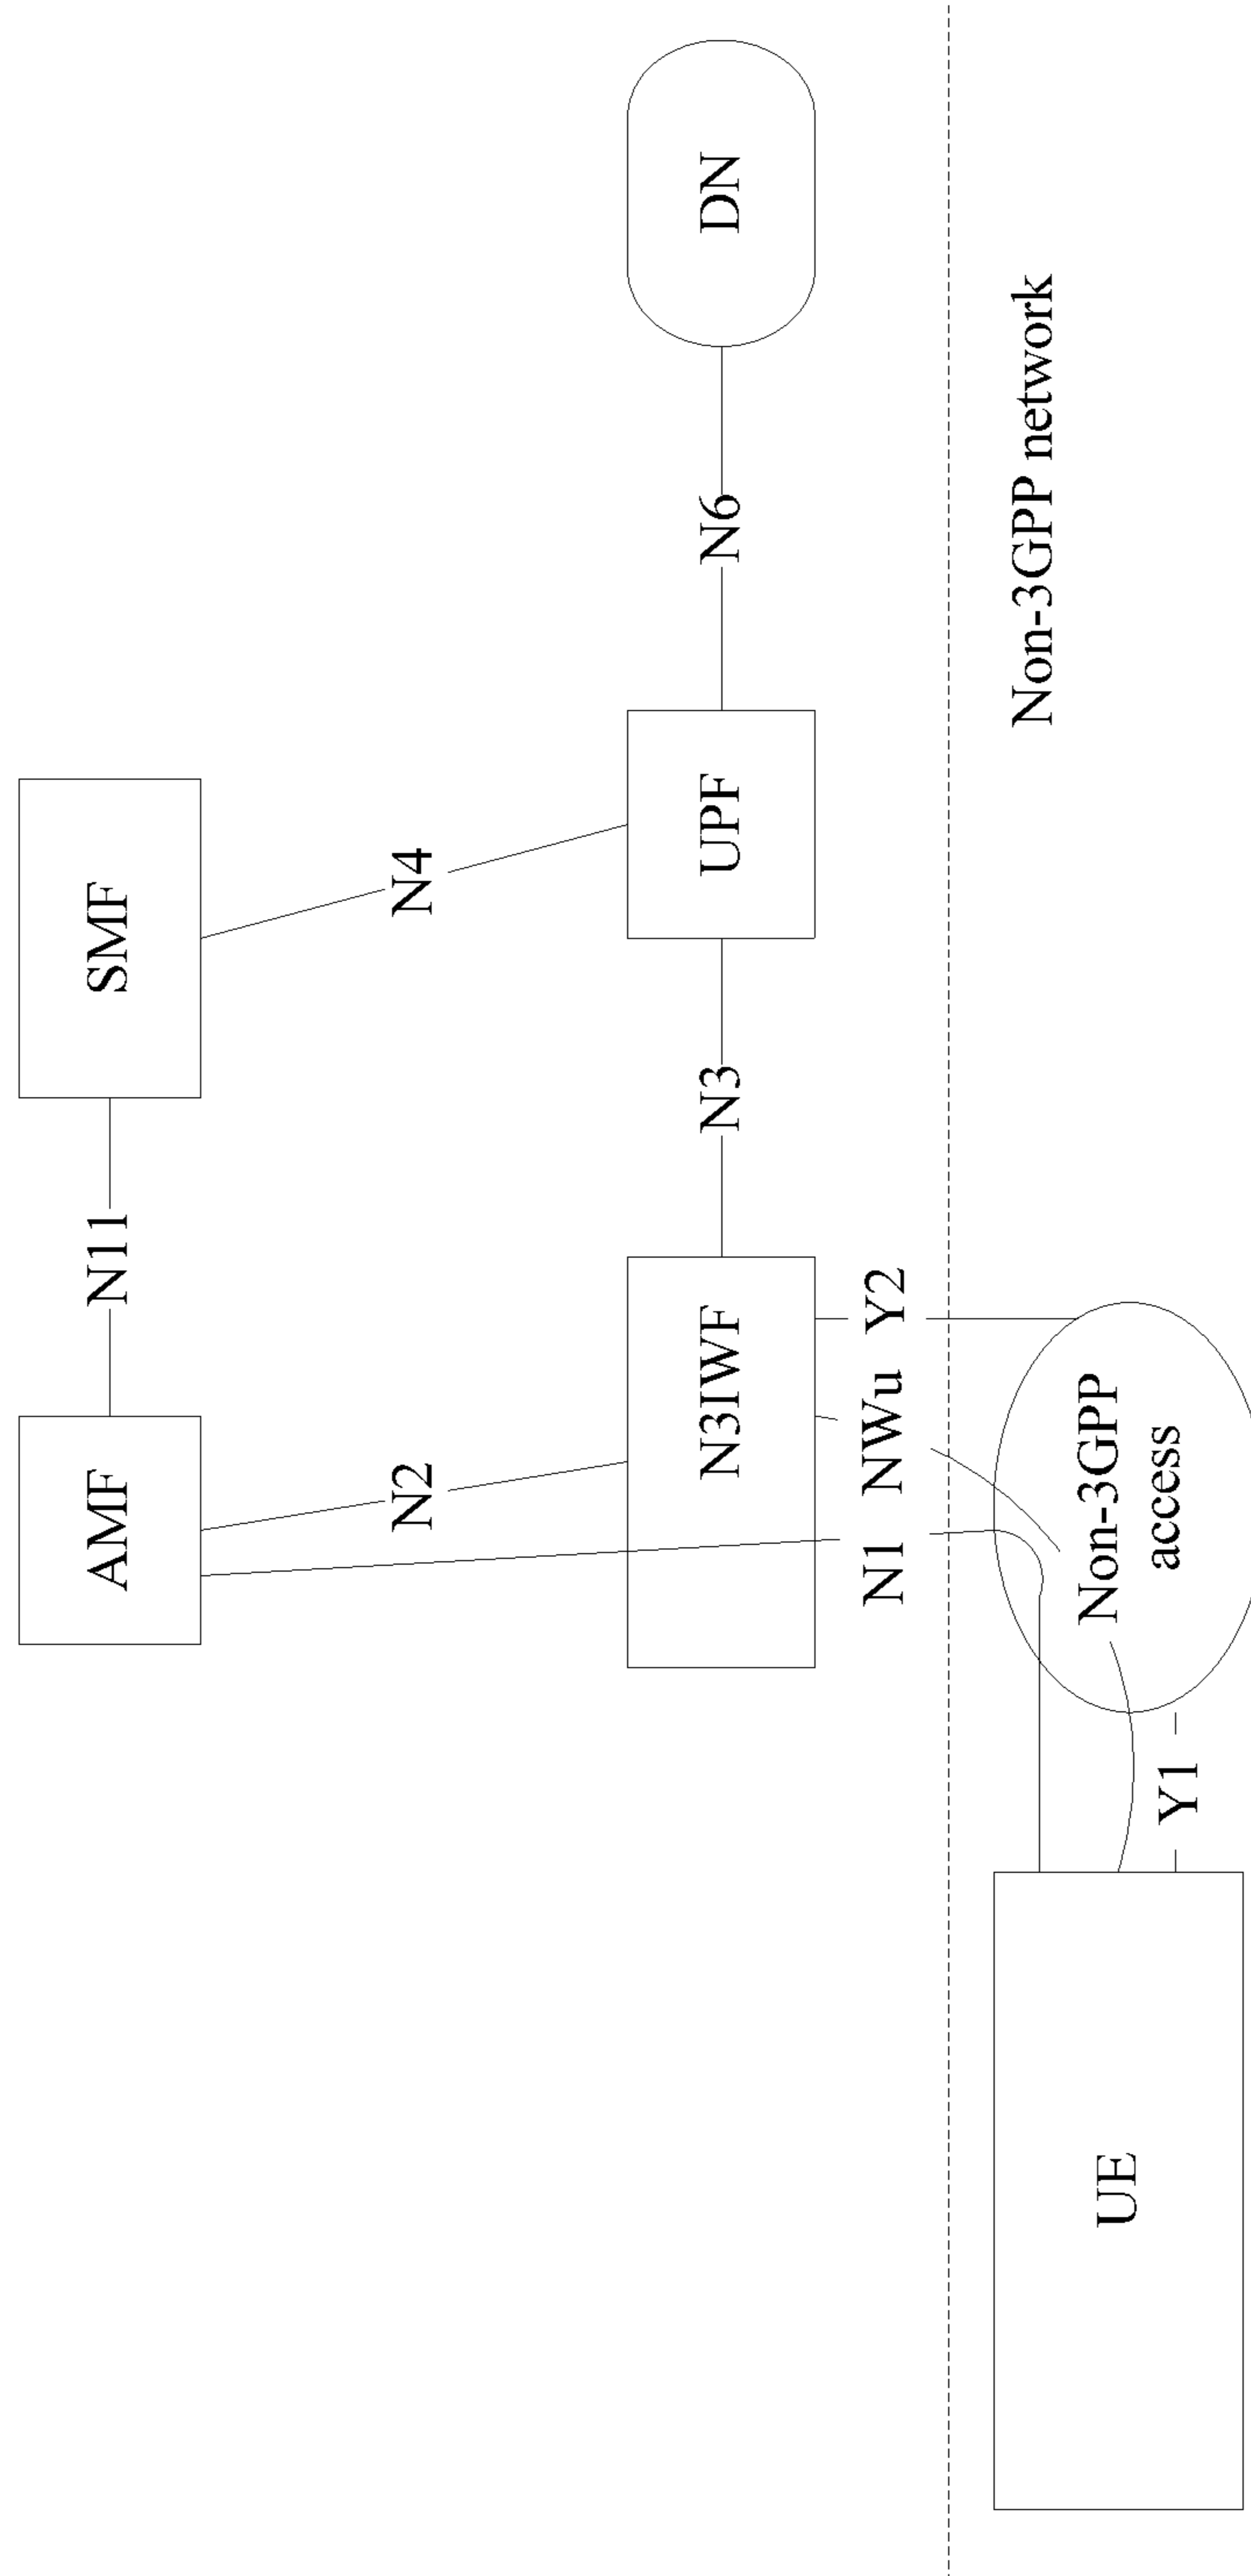 AMF
N11
SMF
N2
N4
N3IWF
N3
UPF
N6
DN
N1
NWu
Y2
Non-3GPP network
UE
Y1
Non-3GPP
access